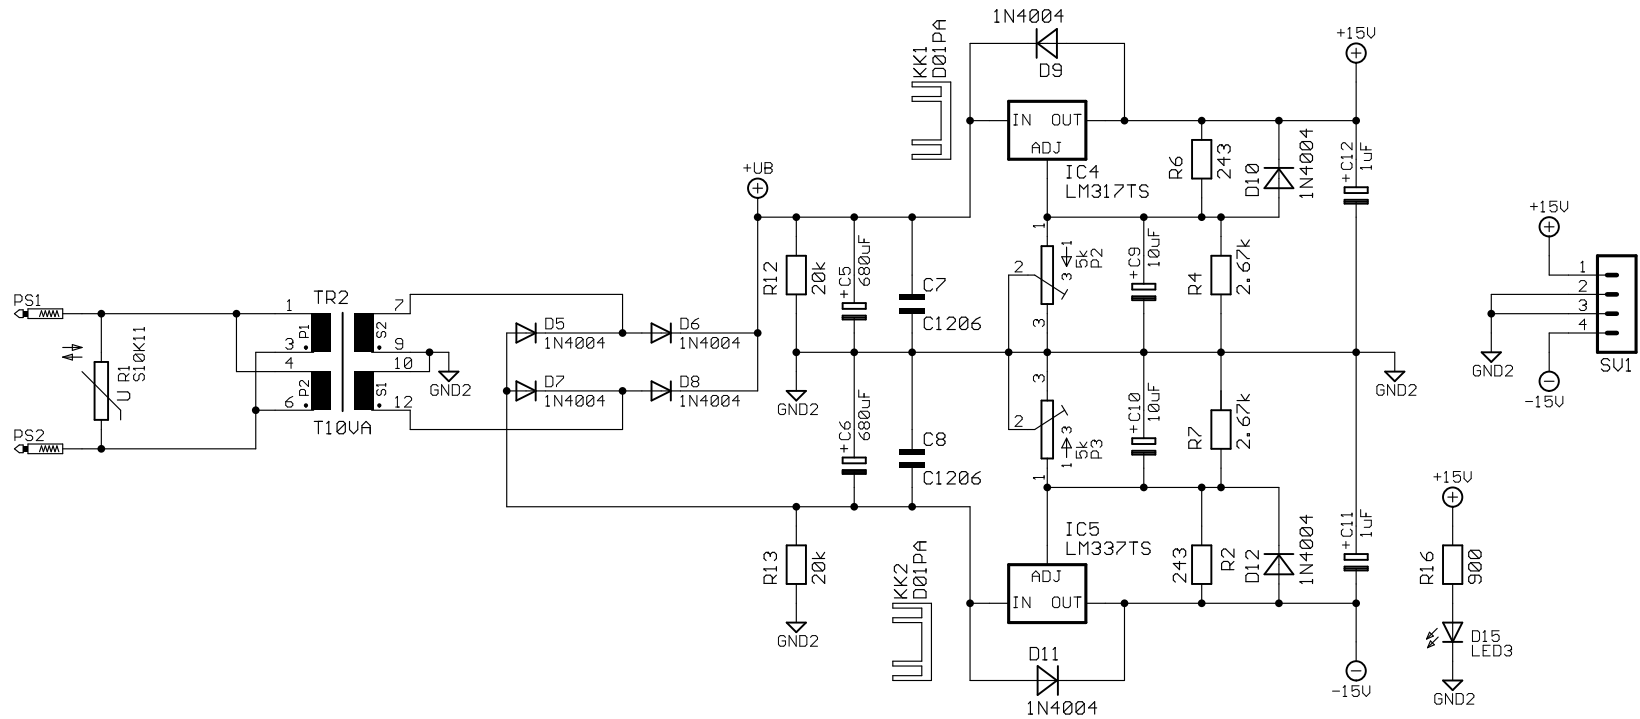 1N4004
D9
KK1
D01PA
+15V
IN OUT
ADJ
IC4
LM317TS
R6
243
D10
1N4004
+C12
1uF
+UB
R12
20k
+C5
680uF
C7
C1206
1
2
3
1
3
5k
P2
+C9
10uF
R4
2.67k
+15V
1
2
3
4
SV1
GND2
-15V
PS1
PS2
U R1
S10K11
TR2
1
3
4
6
P1
P2
S2
S1
7
9
10
12
T10VA
GND2
D5
1N4004
D6
1N4004
D7
1N4004
D8
1N4004
GND2
GND2
+C6
680uF
C8
C1206
3
2
1
1
3
5k
P3
+C10
10uF
R7
2.67k
R13
20k
GND2
KK2
D01PA
IC5
LM337TS
ADJ
IN OUT
243
R2
D12
1N4004
+C11
1uF
D11
1N4004
-15V
+15V
R16
900
D15
LED3
GND2